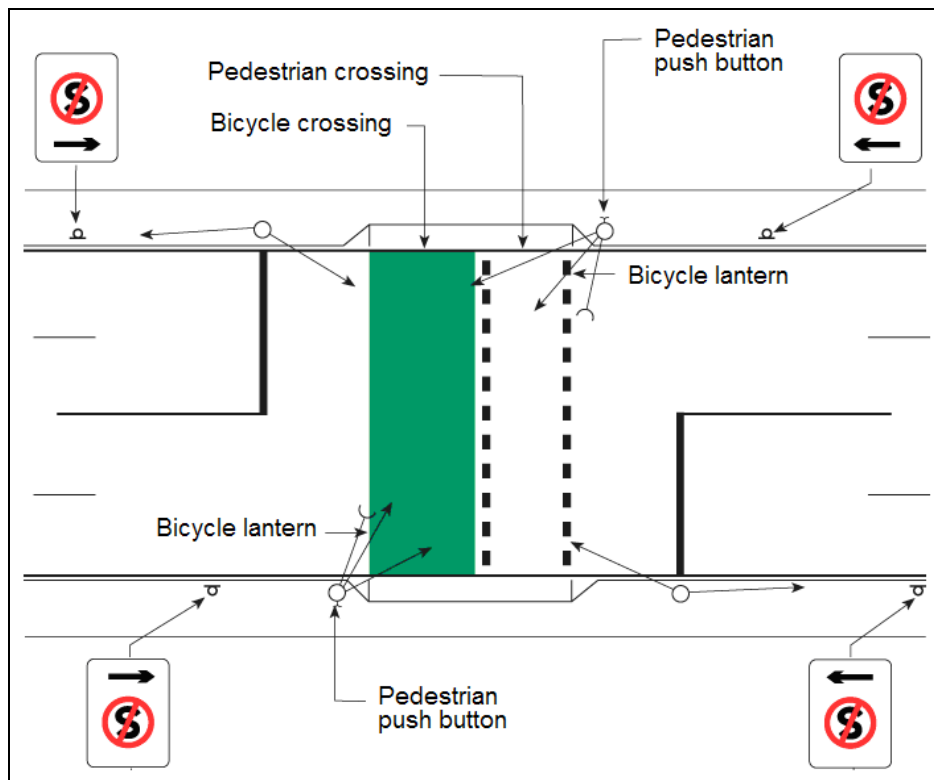 Pedestrian
push button
Pedestrian crossing
Bicycle crossing
S
S
Bicycle lantern
Bicycle lantern
Pedestrian
push button
S
S